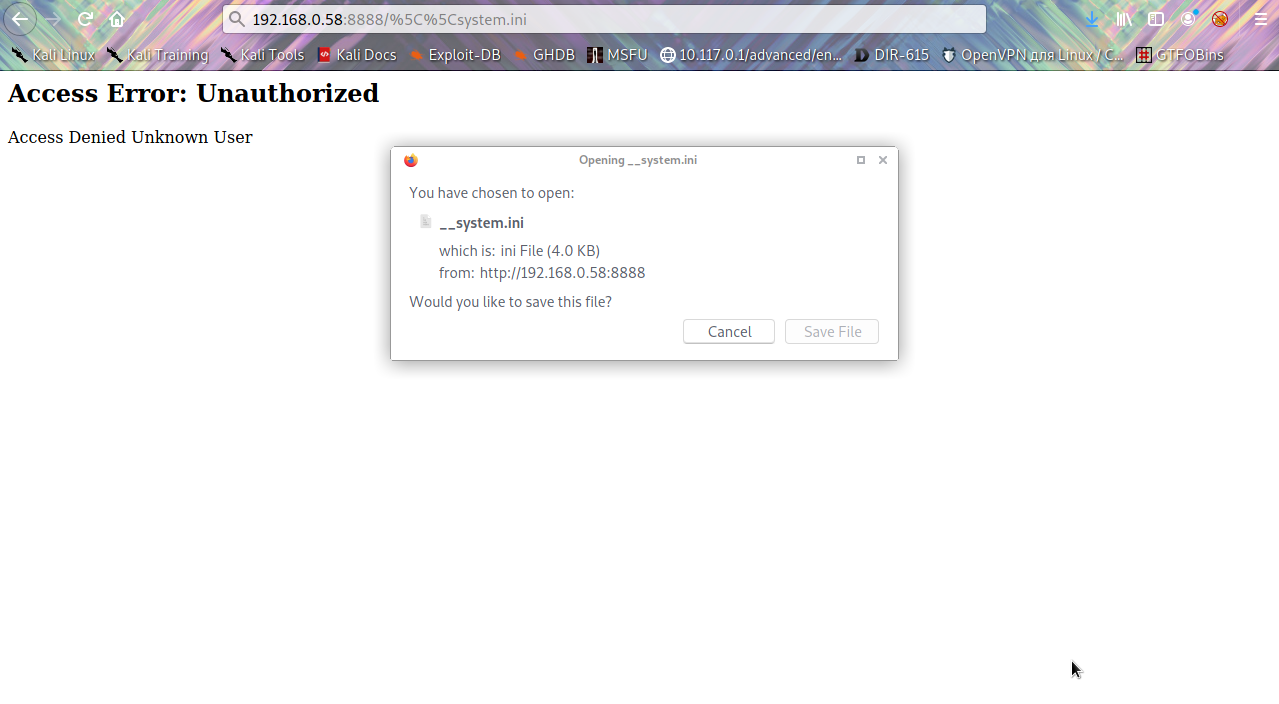 192.168.0.58:8888/%5C%5Csystem.ini
Kali Linux Kali Training Kali Tools Kali Docs Exploit-DB GHDB MSFU 10.117.0.1/advanced/en... DIR-615 OpenVPN для Linux / C... GTFOBins
Access Error: Unauthorized
Access Denied Unknown User
Opening __system.ini
You have chosen to open:
__system.ini
which is: ini File (4.0 KB)
from: http://192.168.0.58:8888
Would you like to save this file?
Cancel Save File